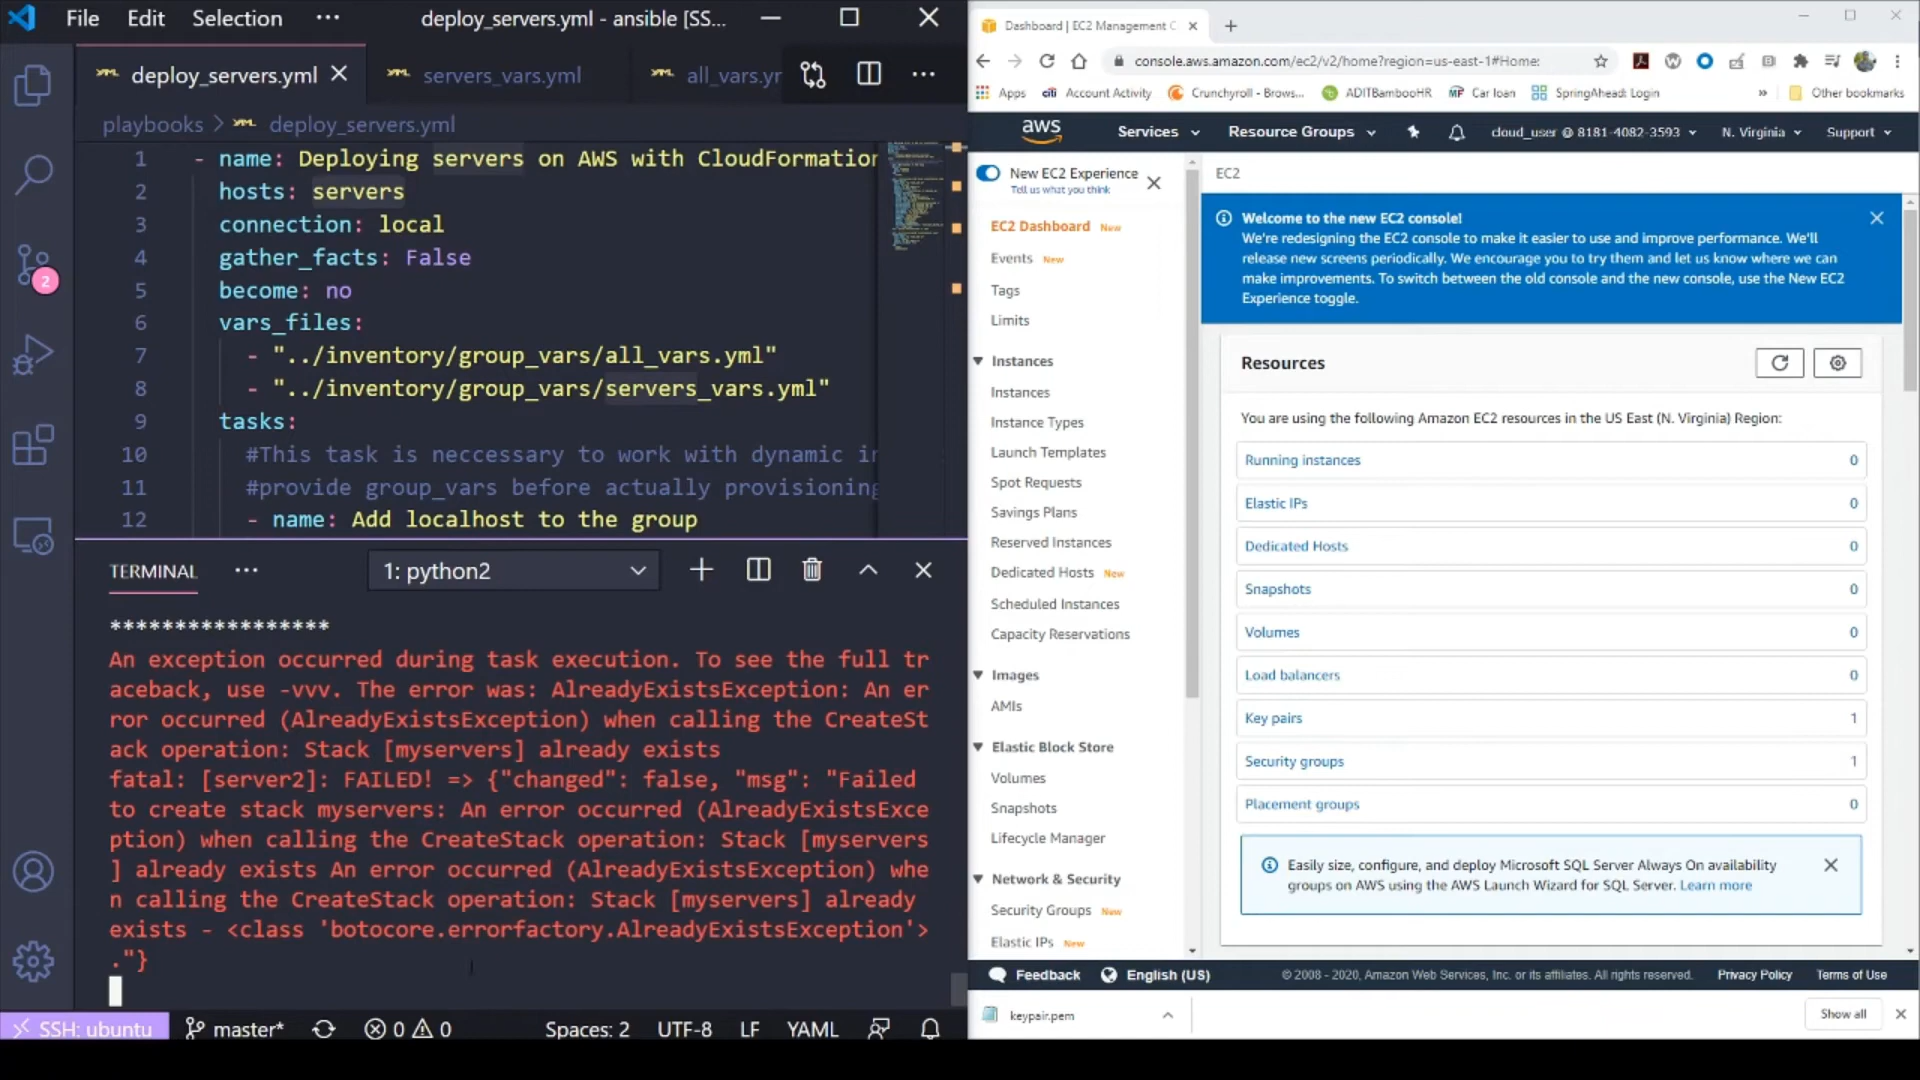 File Edit Selection ··· deploy_servers.yml - ansible [SS...
deploy_servers.yml servers_vars.yml all_vars.yr
playbooks > deploy_servers.yml
1 - name: Deploying servers on AWS with CloudFormation
2 hosts: servers
3 connection: local
4 gather_facts: False
5 become: no
6 vars_files:
7 - "../inventory/group_vars/all_vars.yml"
8 - "../inventory/group_vars/servers_vars.yml"
9 tasks:
10 #This task is neccessary to work with dynamic in
11 #provide group_vars before actually provisioning
12 - name: Add localhost to the group
2
TERMINAL ··· 1: python2
*****************
An exception occurred during task execution. To see the full tr
aceback, use -vvv. The error was: AlreadyExistsException: An er
ror occurred (AlreadyExistsException) when calling the CreateSt
ack operation: Stack [myservers] already exists
fatal: [server2]: FAILED! => {"changed": false, "msg": "Failed
to create stack myservers: An error occurred (AlreadyExistsExce
ption) when calling the CreateStack operation: Stack [myservers
] already exists An error occurred (AlreadyExistsException) whe
n calling the CreateStack operation: Stack [myservers] already
exists - <class 'botocore.errorfactory.AlreadyExistsException'>
."}
SSH: ubuntu master* 0 0 Spaces: 2 UTF-8 LF YAML
Dashboard | EC2 Management C
console.aws.amazon.com/ec2/v2/home?region=us-east-1#Home:
Apps citi Account Activity Crunchyroll - Brows... ADITBambooHR MF Car loan SpringAhead: Login » Other bookmarks
aws Services Resource Groups cloud_user @ 8181-4082-3593 N. Virginia Support
New EC2 Experience
Tell us what you think
EC2 Dashboard New
Events New
Tags
Limits
Instances
Instances
Instance Types
Launch Templates
Spot Requests
Savings Plans
Reserved Instances
Dedicated Hosts New
Scheduled Instances
Capacity Reservations
Images
AMIs
Elastic Block Store
Volumes
Snapshots
Lifecycle Manager
Network & Security
Security Groups New
Elastic IPs New
EC2
Welcome to the new EC2 console!
We're redesigning the EC2 console to make it easier to use and improve performance. We'll
release new screens periodically. We encourage you to try them and let us know where we can
make improvements. To switch between the old console and the new console, use the New EC2
Experience toggle.
Resources
You are using the following Amazon EC2 resources in the US East (N. Virginia) Region:
Running instances 0
Elastic IPs 0
Dedicated Hosts 0
Snapshots 0
Volumes 0
Load balancers 0
Key pairs 1
Security groups 1
Placement groups 0
Easily size, configure, and deploy Microsoft SQL Server Always On availability
groups on AWS using the AWS Launch Wizard for SQL Server. Learn more
Feedback English (US) © 2008 - 2020, Amazon Web Services, Inc. or its affiliates. All rights reserved. Privacy Policy Terms of Use
keypair.pem Show all